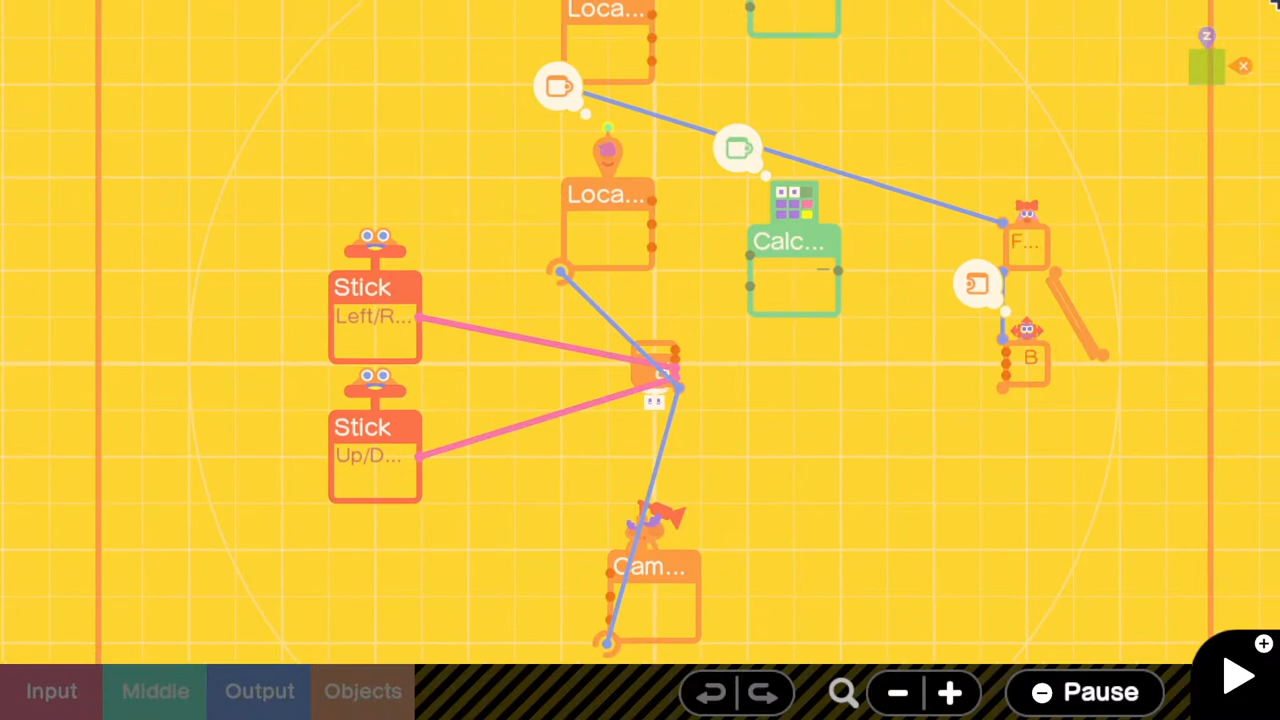 Loca...
Z
X
Loca...
Calc...
F...
Stick
Left/R...
B
Stick
Up/D...
Cam...
Input Middle Output Objects Pause